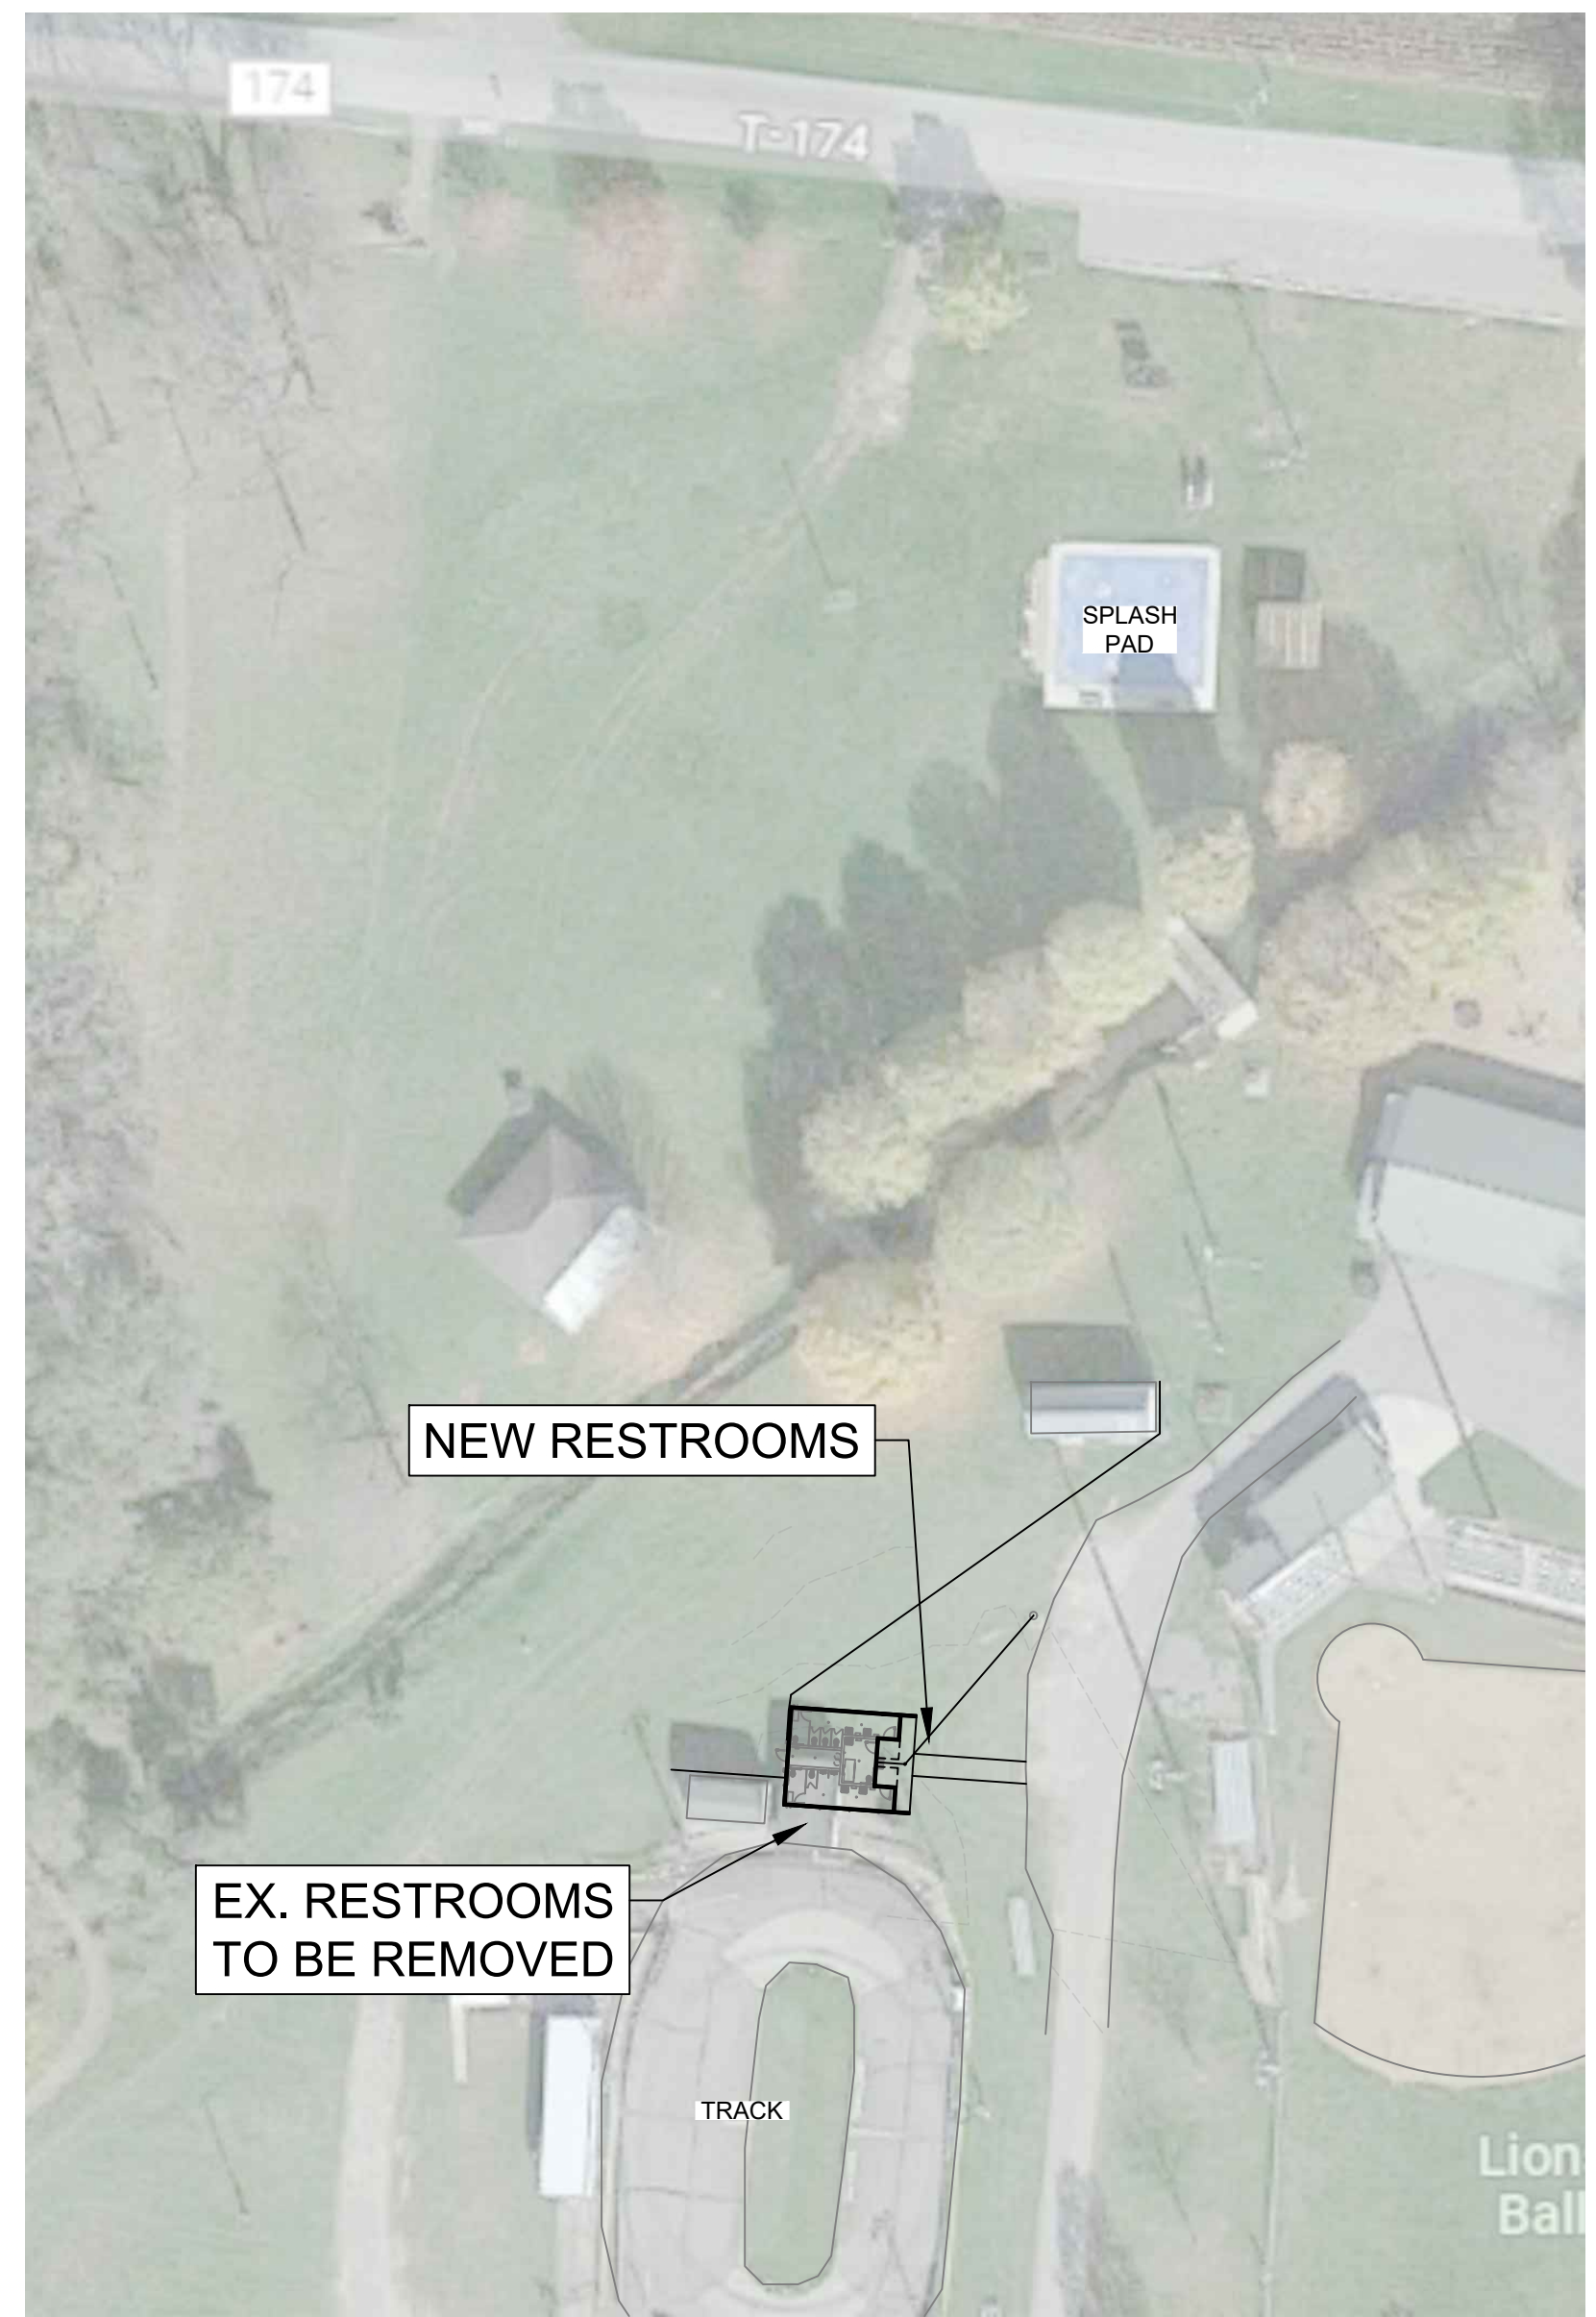 174
T-174
SPLASH
PAD
NEW RESTROOMS
EX. RESTROOMS
TO BE REMOVED
TRACK
Lion
Ball